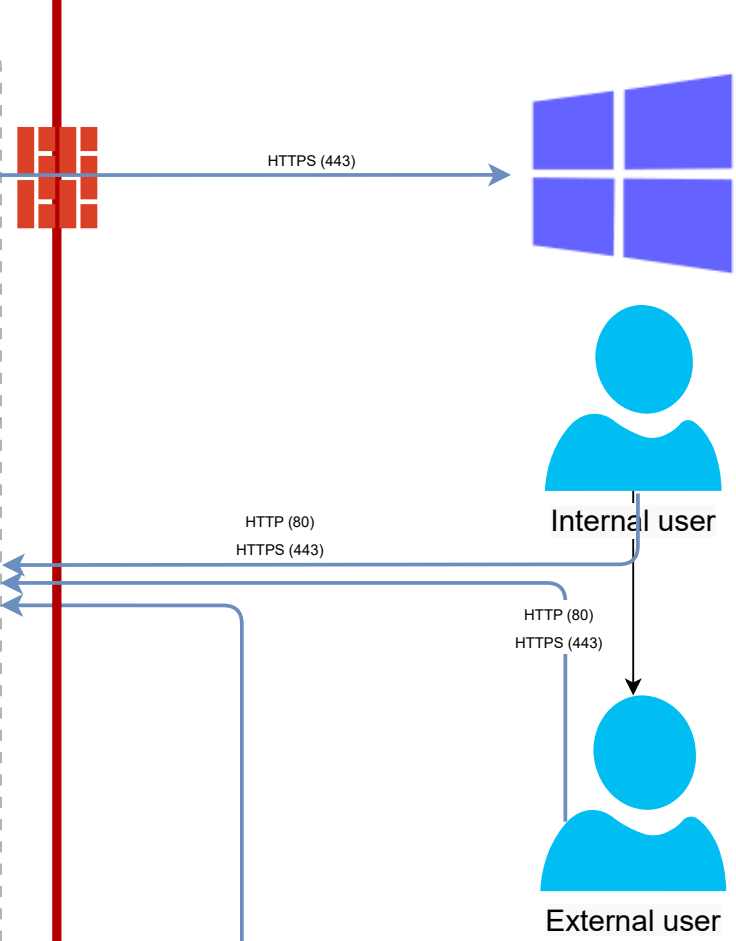 HTTPS (443)
Internal user
HTTP (80)
HTTPS (443)
HTTP (80)
HTTPS (443)
External user